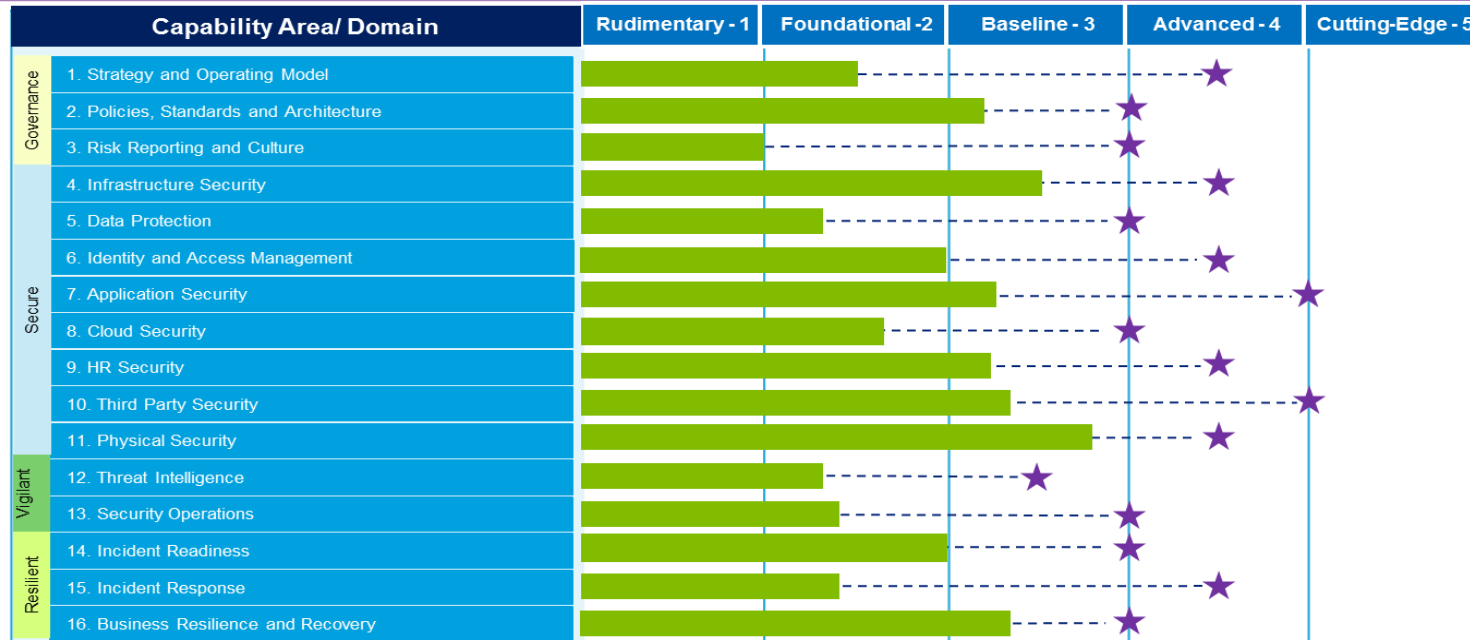 Capability Area/ Domain
Rudimentary - 1
Foundational -2
Baseline - 3
Advanced - 4
Cutting-Edge - 5
Governance
1. Strategy and Operating Model
2. Policies, Standards and Architecture
3. Risk Reporting and Culture
Secure
4. Infrastructure Security
5. Data Protection
6. Identity and Access Management
7. Application Security
8. Cloud Security
9. HR Security
10. Third Party Security
11. Physical Security
Vigilant
12. Threat Intelligence
13. Security Operations
Resilient
14. Incident Readiness
15. Incident Response
16. Business Resilience and Recovery